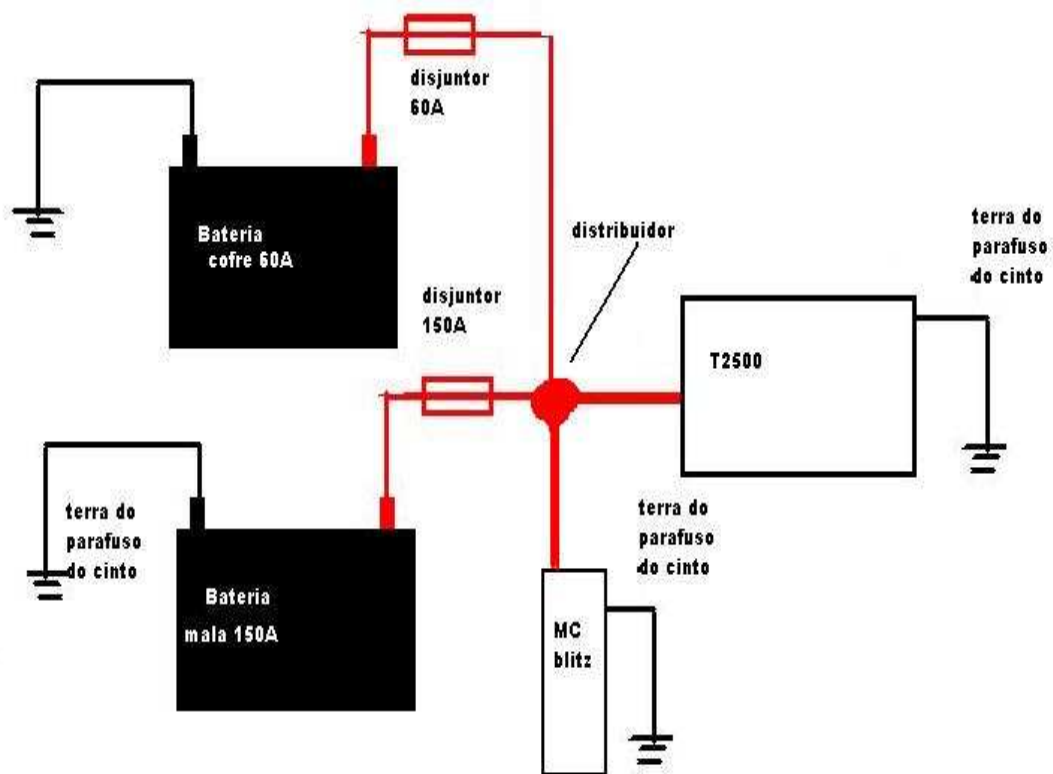 disjuntor
60A
Bateria
cofre 60A
distribuidor
terra do
parafuso
do cinto
disjuntor
150A
T2500
terra do
parafuso
do cinto
Bateria
mala 150A
terra do
parafuso
do cinto
MC
blitz